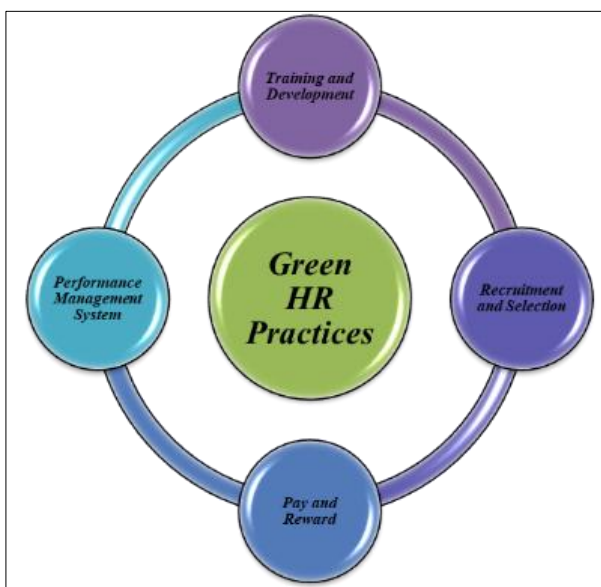 Training and
Development
Performance
Management
System
Green
HR
Practices
Recruitment
and Selection
Pay and
Reward